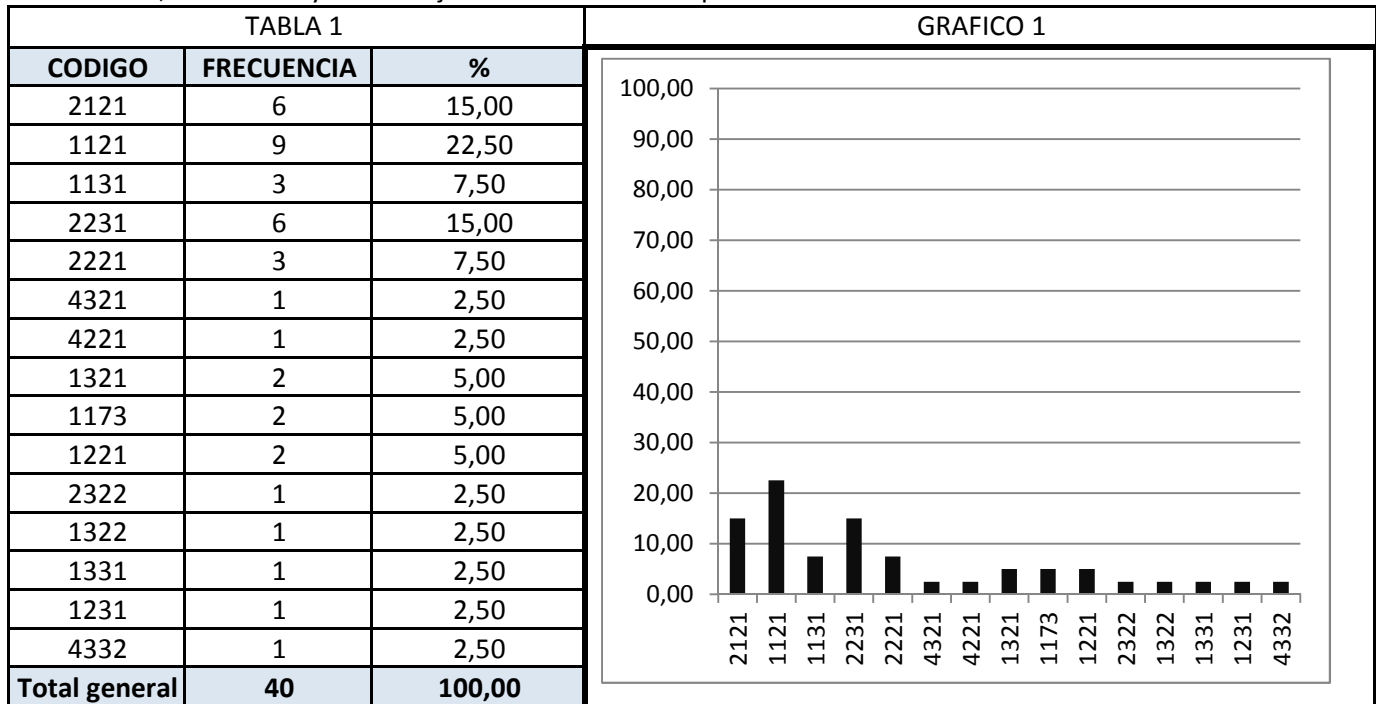 TABLA 1
GRAFICO 1
CODIGO FRECUENCIA %
2121 6 15,00
1121 9 22,50
1131 3 7,50
2231 6 15,00
2221 3 7,50
4321 1 2,50
4221 1 2,50
1321 2 5,00
1173 2 5,00
1221 2 5,00
2322 1 2,50
1322 1 2,50
1331 1 2,50
1231 1 2,50
4332 1 2,50
Total general 40 100,00
100,00
90,00
80,00
70,00
60,00
50,00
40,00
30,00
20,00
10,00
0,00
2121
1121
1131
2231
2221
4321
4221
1321
1173
1221
2322
1322
1331
1231
4332